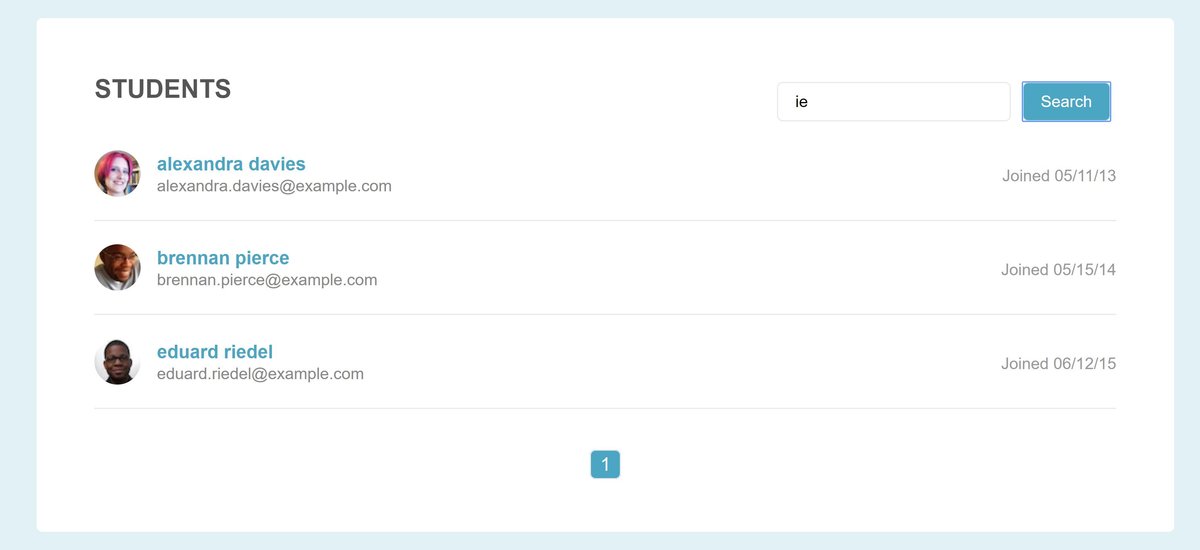 STUDENTS
ie
Search
alexandra davies
alexandra.davies@example.com
Joined 05/11/13
brennan pierce
brennan.pierce@example.com
Joined 05/15/14
eduard riedel
eduard.riedel@example.com
Joined 06/12/15
1